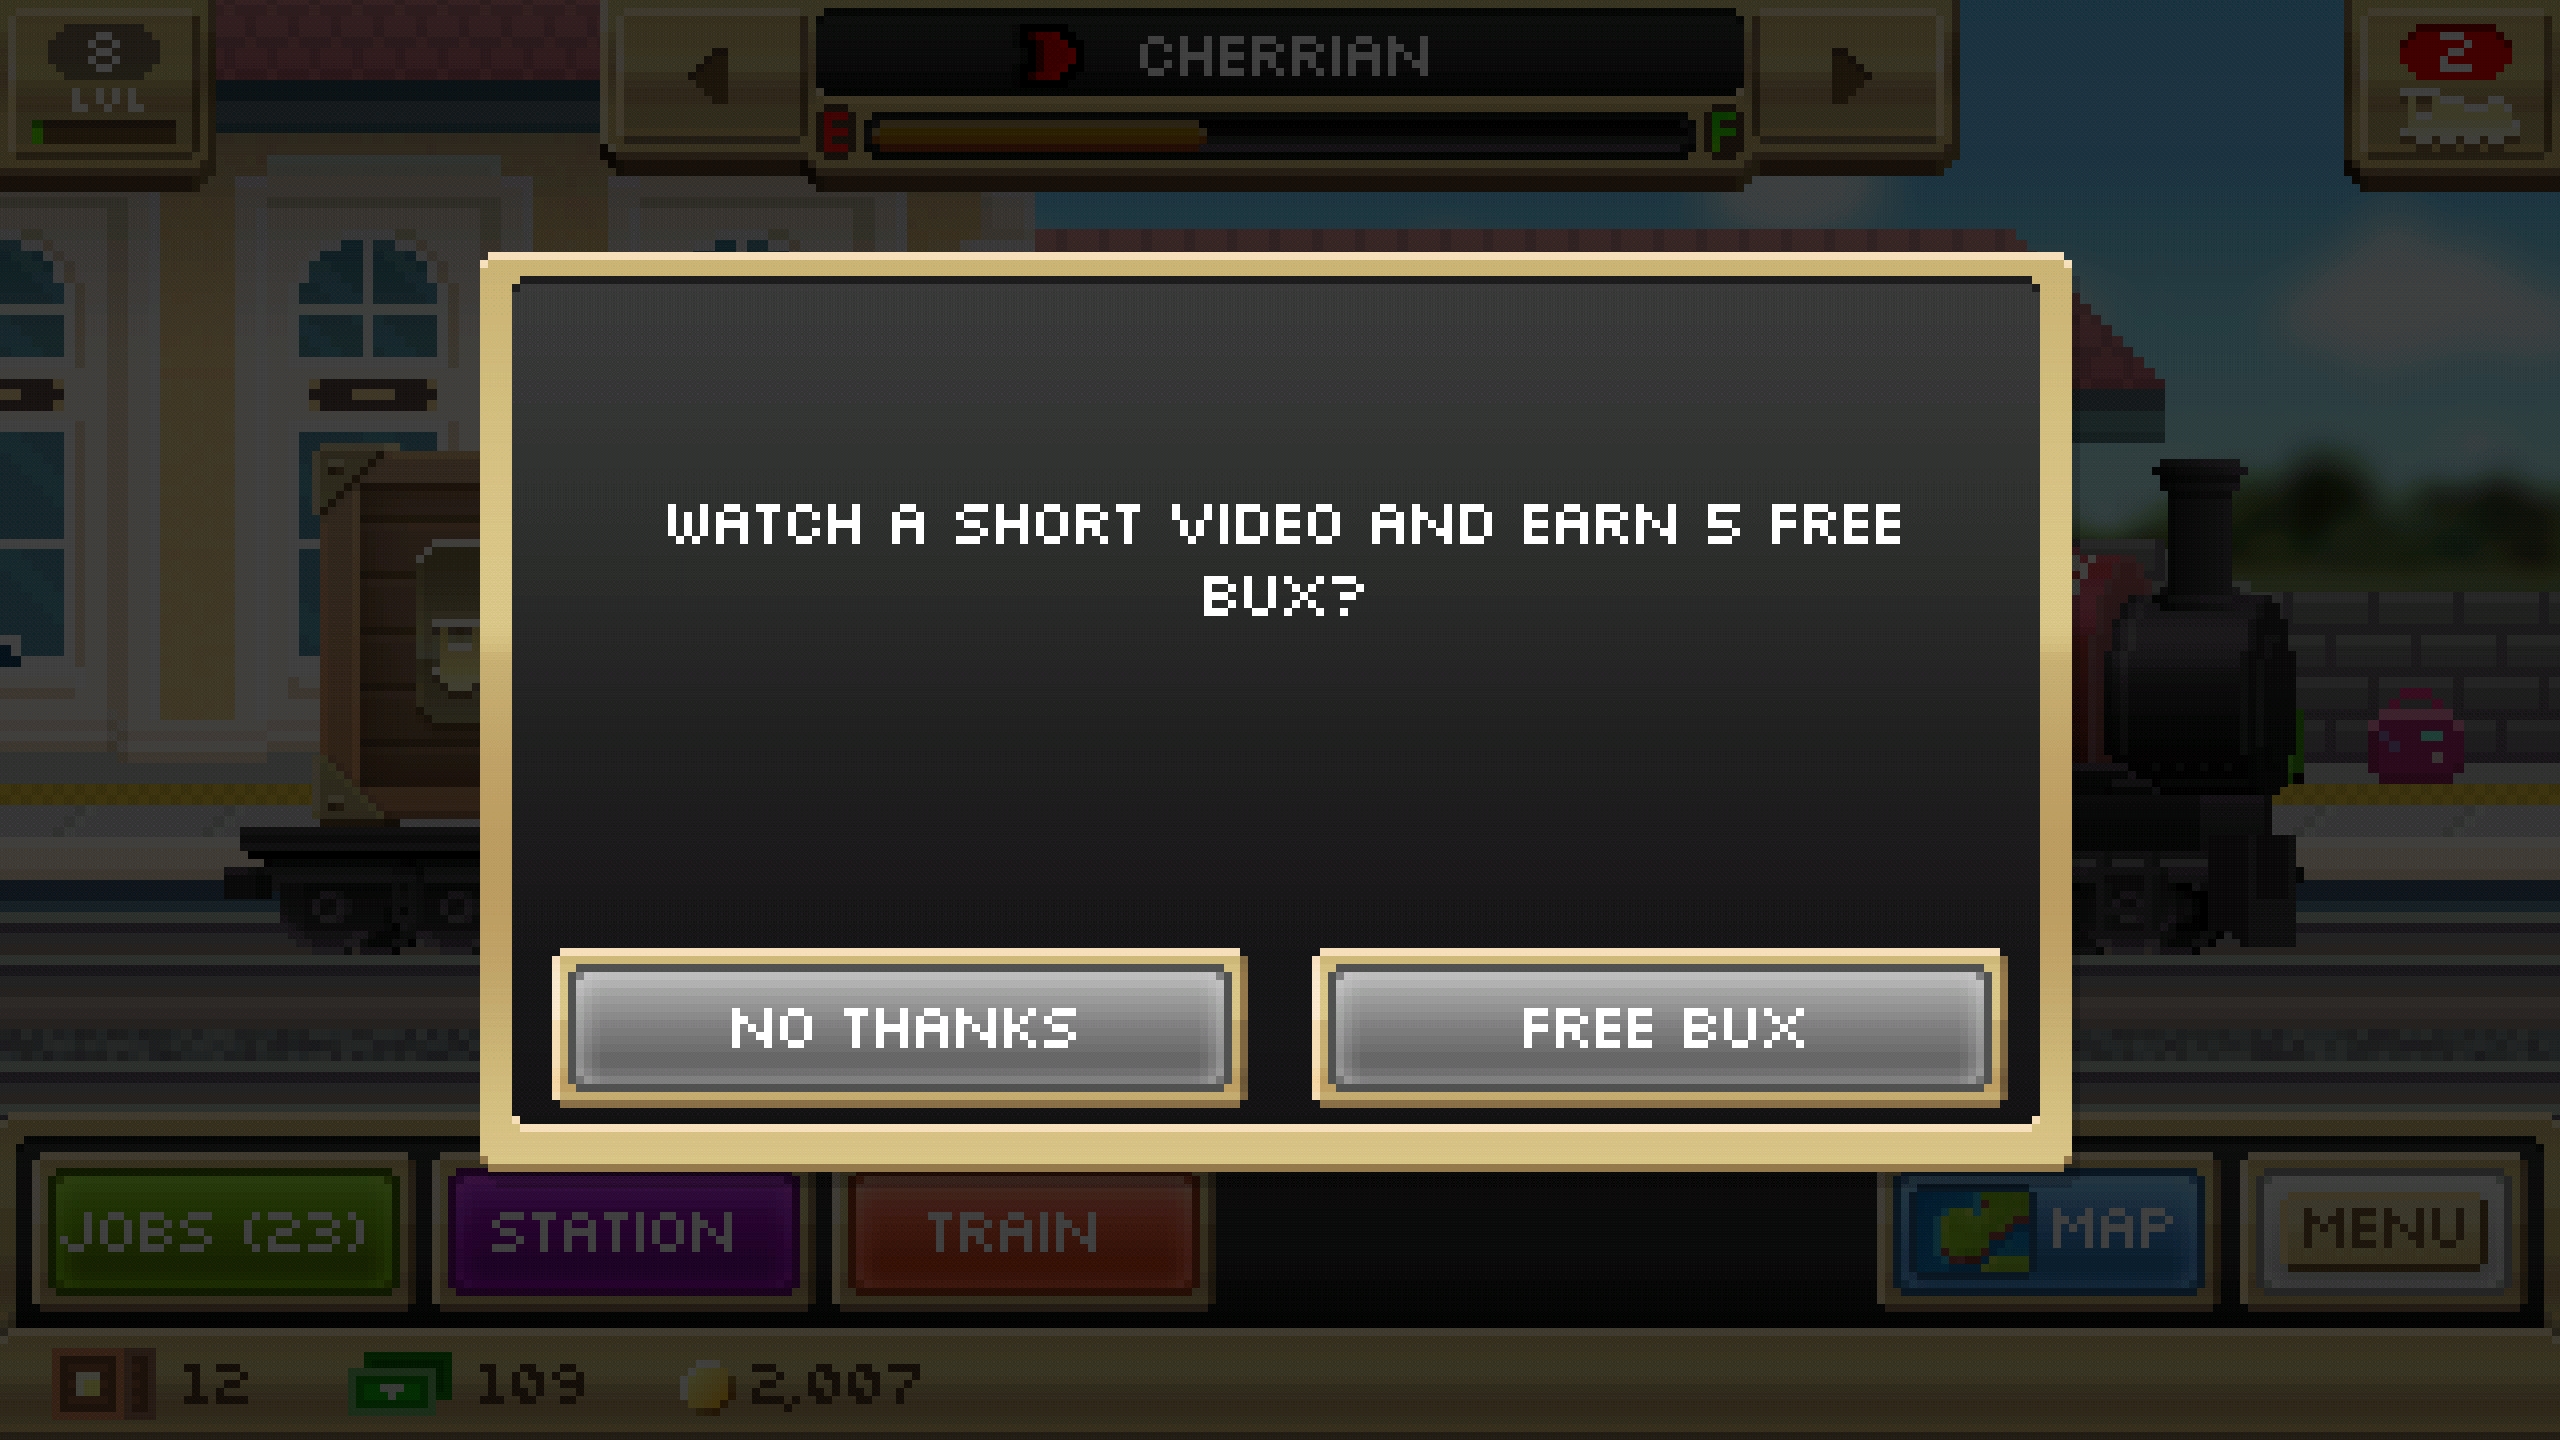 8
LVL
CHERRIAN
E
F
2
WATCH A SHORT VIDEO AND EARN 5 FREE
BUX?
NO THANKS
FREE BUX
JOBS (23)
STATION
TRAIN
MAP
MENU
12
109
2,007